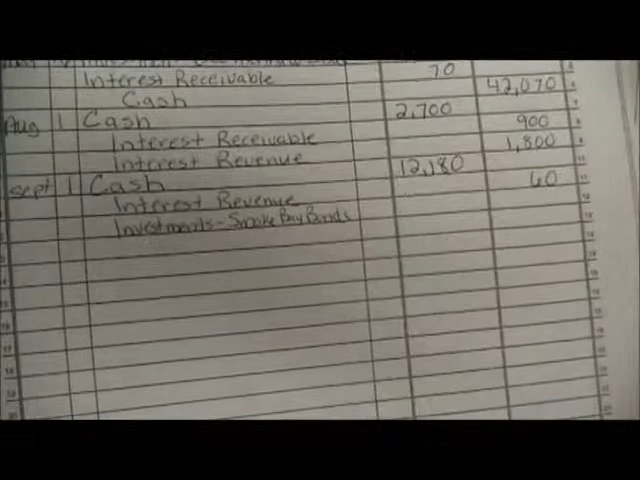 Interest Receivable 70
Cash 42,070
Aug 1 Cash 2,700
Interest Receivable 900
Interest Revenue 1,800
Sept 1 Cash 12,180
Interest Revenue 60
Investments - Snake Bay Bonds